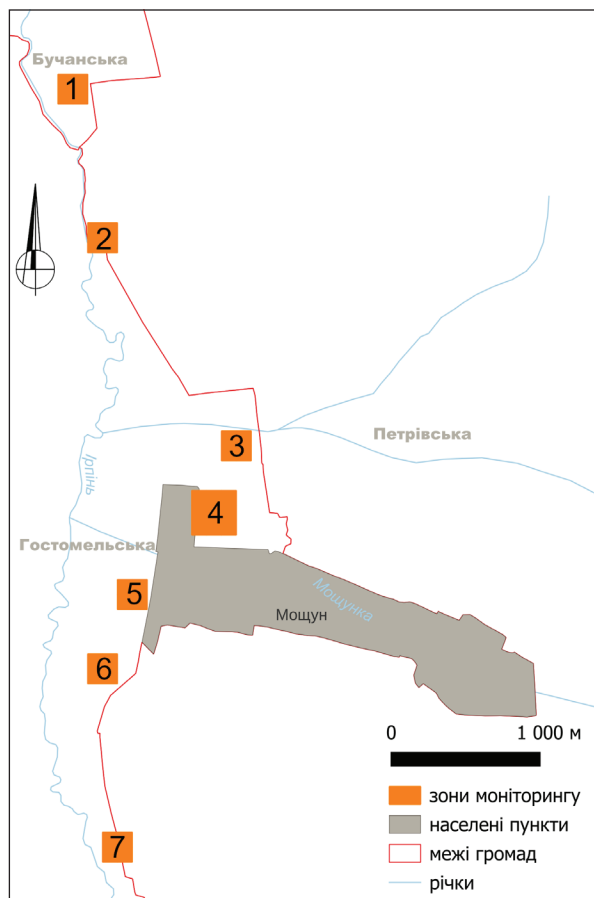 Бучанська
1
2
3
Петрівська
Ірпінь
4
Гостомельська
5
Мощунка
Мощун
6
0 1 000 м
зони моніторингу
населені пункти
7
межі громад
річки